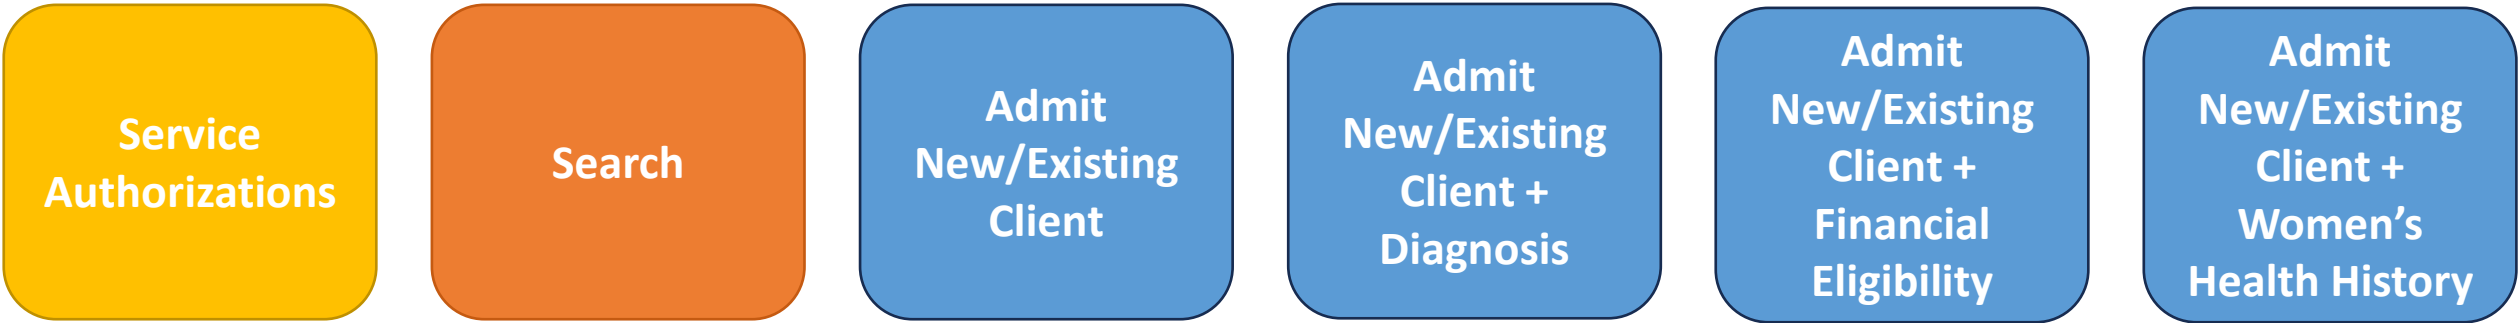 Service
Authorizations
Search
Admit
New/Existing
Client
Admit
New/Existing
Client +
Diagnosis
Admit
New/Existing
Client +
Financial
Eligibility
Admit
New/Existing
Client +
Women’s
Health History